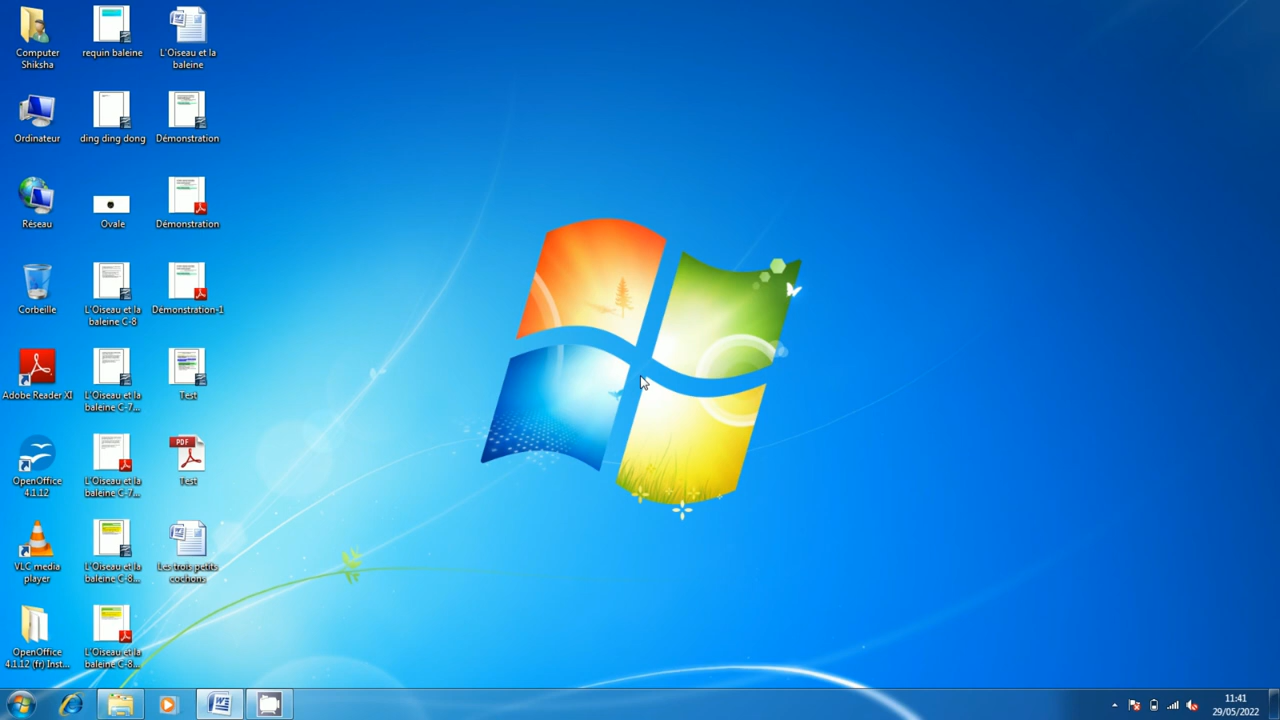 Computer
Shiksha
requin baleine
L'Oiseau et la
baleine
Ordinateur
ding ding dong
Démonstration
Réseau
Ovale
Démonstration
Corbeille
L'Oiseau et la
baleine C-8
Démonstration-1
Adobe Reader XI
L'Oiseau et la
baleine C-7...
Test
OpenOffice
4.1.12
L'Oiseau et la
baleine C-7...
PDF
Test
VLC media
player
L'Oiseau et la
baleine C-8...
Les trois petits
cochons
OpenOffice
4.1.12 (fr) Inst...
L'Oiseau et la
baleine C-8...
11:41
29/05/2022